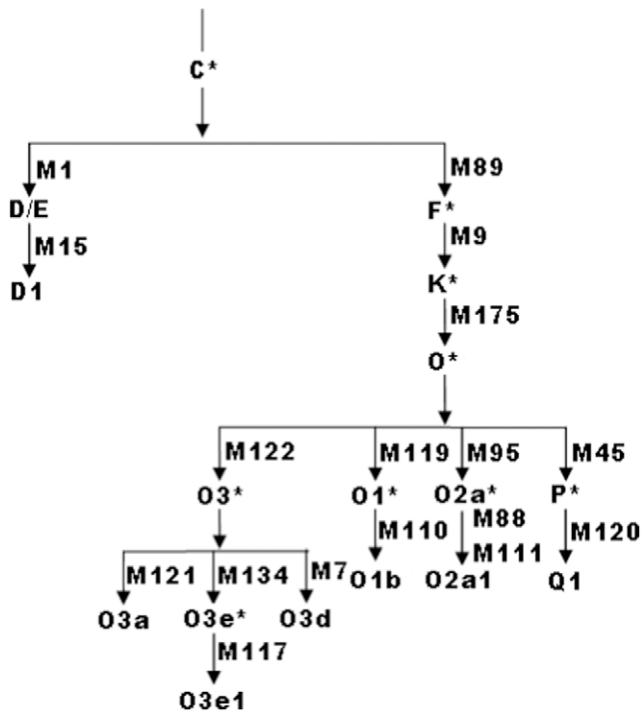 C*
M1 M89
D/E F*
M15 M9
D1 K*
M175
O*
M122 M119 M95 M45
O3* O1* O2a* P*
M110 M88 M120
M121 M134 M7 M111
O1b O2a1 Q1
O3a O3e* O3d
M117
O3e1